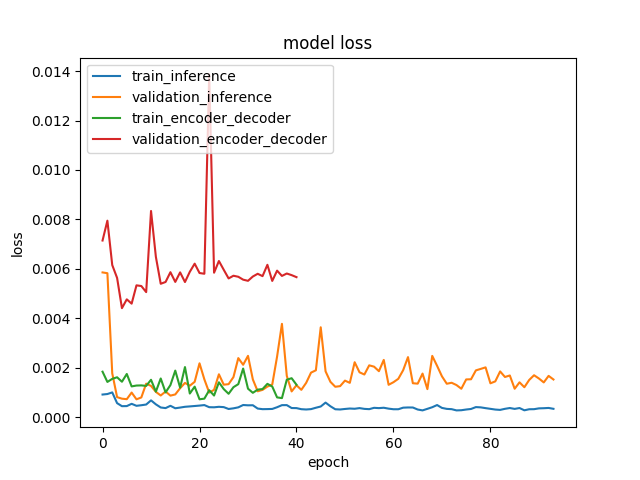 model loss
train_inference
validation_inference
train_encoder_decoder
validation_encoder_decoder
loss
0.014
0.012
0.010
0.008
0.006
0.004
0.002
0.000
0
20
40
60
80
epoch